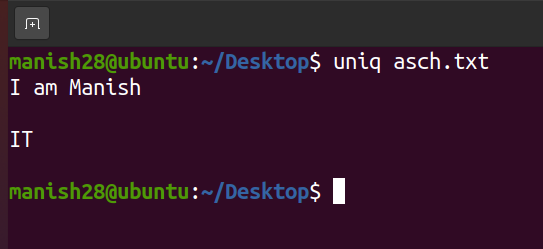 manish28@ubuntu:~/Desktop$ uniq asch.txt
I am Manish
IT
manish28@ubuntu:~/Desktop$